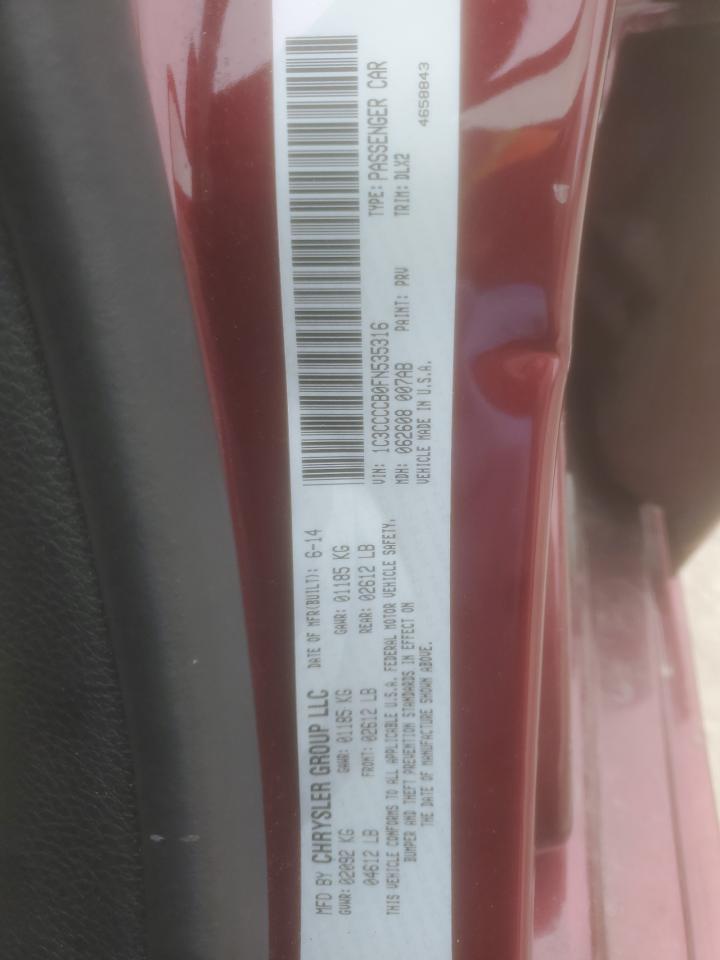 MFD BY CHRYSLER GROUP LLC DATE OF MFR(BUILT): 6-14
GVWR: 02092 KG GAWR: 01185 KG GAWR: 01185 KG
04612 LB FRONT: 02612 LB REAR: 02612 LB
THIS VEHICLE CONFORMS TO ALL APPLICABLE U.S.A. FEDERAL MOTOR VEHICLE SAFETY,
BUMPER AND THEFT PREVENTION STANDARDS IN EFFECT ON
THE DATE OF MANUFACTURE SHOWN ABOVE.
VIN: 1C3CCCCB0FN535316 TYPE: PASSENGER CAR
MDH: 062608 007AB PAINT: PRV TRIM: DLX2
VEHICLE MADE IN U.S.A. 4658843